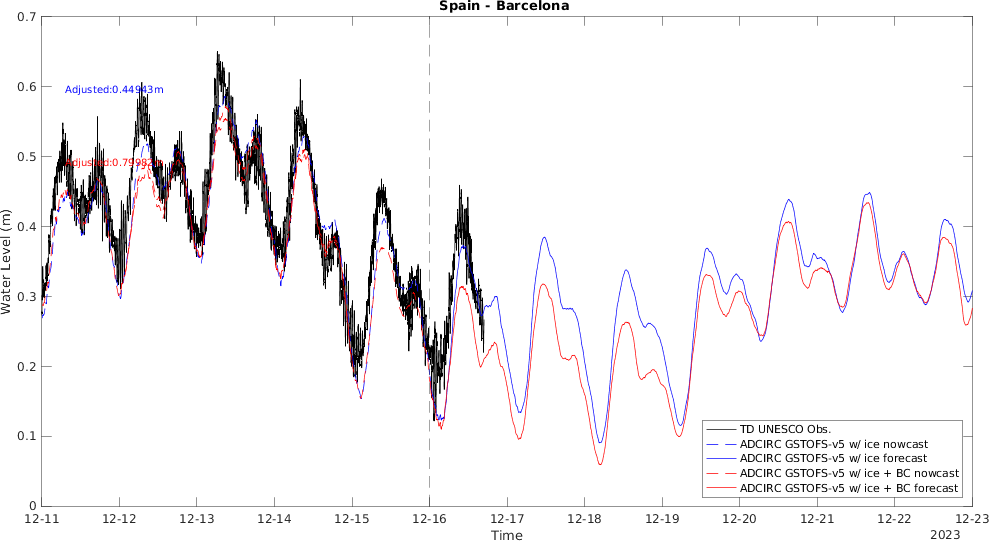 Spain - Barcelona
0.7
0.6
0.5
0.4
0.3
0.2
0.1
0
Water Level (m)
Adjusted:0.44943m
TD UNESCO Obs.
ADCIRC GSTOFS-v5 w/ ice nowcast
ADCIRC GSTOFS-v5 w/ ice forecast
ADCIRC GSTOFS-v5 w/ ice + BC nowcast
ADCIRC GSTOFS-v5 w/ ice + BC forecast
12-11 12-12 12-13 12-14 12-15 12-16 12-17 12-18 12-19 12-20 12-21 12-22 12-23
Time
2023